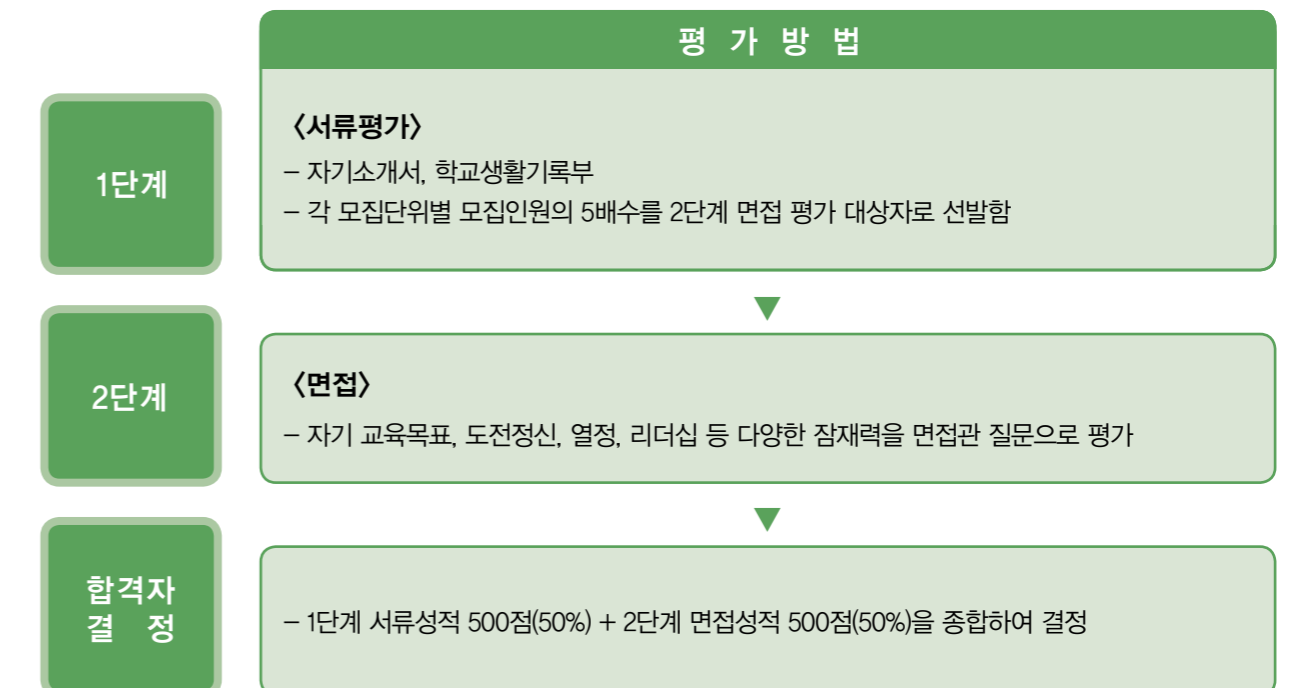 평 가 방 법
1단계
〈서류평가〉
– 자기소개서, 학교생활기록부
– 각 모집단위별 모집인원의 5배수를 2단계 면접 평가 대상자로 선발함
2단계
〈면접〉
– 자기 교육목표, 도전정신, 열정, 리더십 등 다양한 잠재력을 면접관 질문으로 평가
합격자
결 정
– 1단계 서류성적 500점(50%) + 2단계 면접성적 500점(50%)을 종합하여 결정